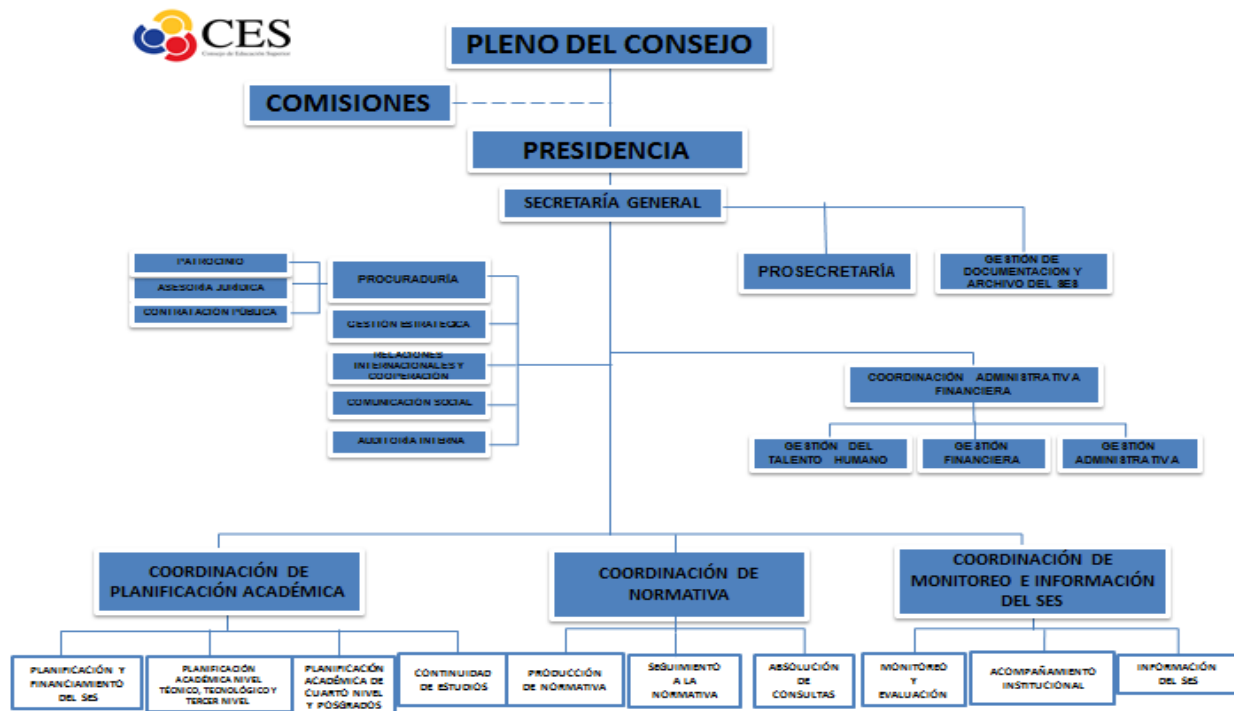 CES
Consejo de Educación Superior
PLENO DEL CONSEJO
COMISIONES
PRESIDENCIA
SECRETARÍA GENERAL
PROSECRETARÍA
GESTIÓN DE
DOCUMENTACION Y
ARCHIVO DEL SES
PATROCINIO
ASESORÍA JURÍDICA
CONTRATACIÓN PÚBLICA
PROCURADURÍA
GESTIÓN ESTRATEGICA
RELACIONES
INTERNACIONALES Y
COOPERACIÓN
COMUNICACIÓN SOCIAL
AUDITORÍA INTERNA
COORDINACIÓN ADMINISTRATIVA
FINANCIERA
GESTIÓN DEL
TALENTO HUMANO
GESTIÓN
FINANCIERA
GESTIÓN
ADMINISTRATIVA
COORDINACIÓN DE
PLANIFICACIÓN ACADÉMICA
COORDINACIÓN DE
NORMATIVA
COORDINACIÓN DE
MONITOREO E INFORMACIÓN
DEL SES
PLANIFICACIÓN Y
FINANCIAMIENTO
DEL SES
PLANIFICACIÓN
ACADÉMICA NIVEL
TÉCNICO, TECNOLÓGICO Y
TERCER NIVEL
PLANIFICACIÓN
ACADÉMICA DE
CUARTO NIVEL
Y POSGRADOS
CONTINUIDAD
DE ESTUDIOS
PRODUCCIÓN
DE NORMATIVA
SEGUIMIENTO
A LA
NORMATIVA
ABSOLUCIÓN
DE
CONSULTAS
MONITOREO
Y
EVALUACIÓN
ACOMPAÑAMIENTO
INSTITUCIONAL
INFORMACIÓN
DEL SES